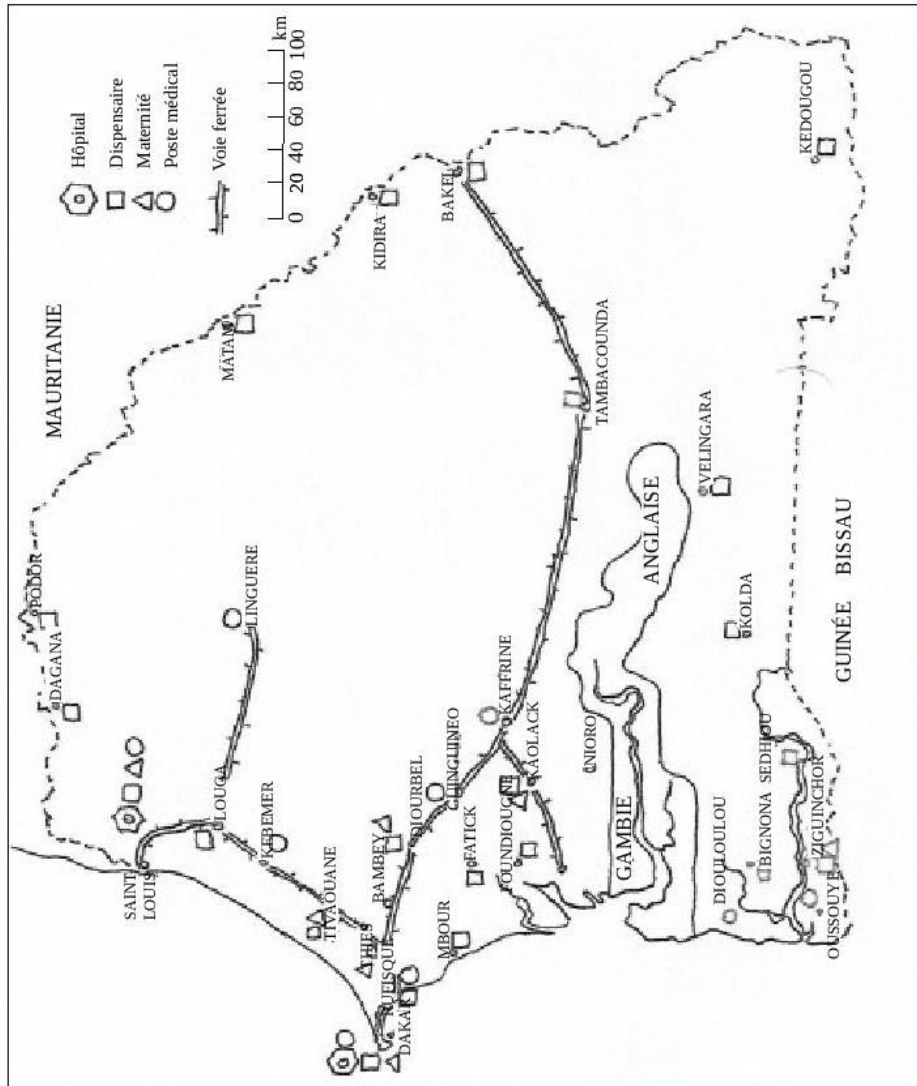 MAURITANIE
Hôpital
Dispensaire
Maternité
Poste médical
Voie ferrée
0 20 40 60 80 100 km
PODOR
DAGANA
SAINT
LOUIS
LOUGA
LINGUERE
KEBEMER
MATAM
TIVAOUANE
THIES
BAMBEY
DJOURBEL
RUFISQUE
DAKAR
KIDIRA
BAKEL
MBOUR
FATICK
GUINGUINEO
KAFFRINE
KAOLACK
FOUNDIOUGNE
NIORO
TAMBACOUNDA
GAMBIE
ANGLAISE
VELINGARA
KOLDA
DIOULOULOU
BIGNONA
SEDHIOU
ZIGUINCHOR
OUSSOUYE
KEDOUGOU
GUINÉE BISSAU